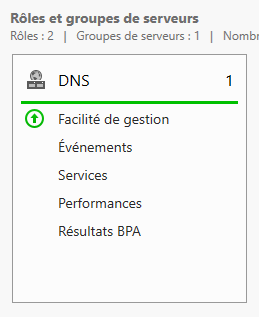 Rôles et groupes de serveurs
Rôles : 2 | Groupes de serveurs : 1 | Nomb
DNS 1
Facilité de gestion
Événements
Services
Performances
Résultats BPA